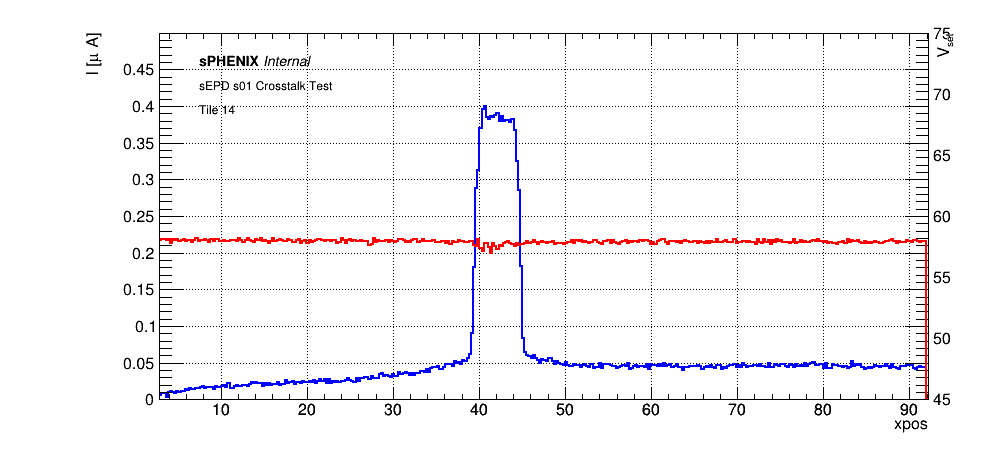 I [μ A]
0.45
0.4
0.35
0.3
0.25
0.2
0.15
0.1
0.05
0
sPHENIX Internal
sEPD s01 Crosstalk Test
Tile 14
75
V_set
70
65
60
55
50
45
10 20 30 40 50 60 70 80 90
xpos